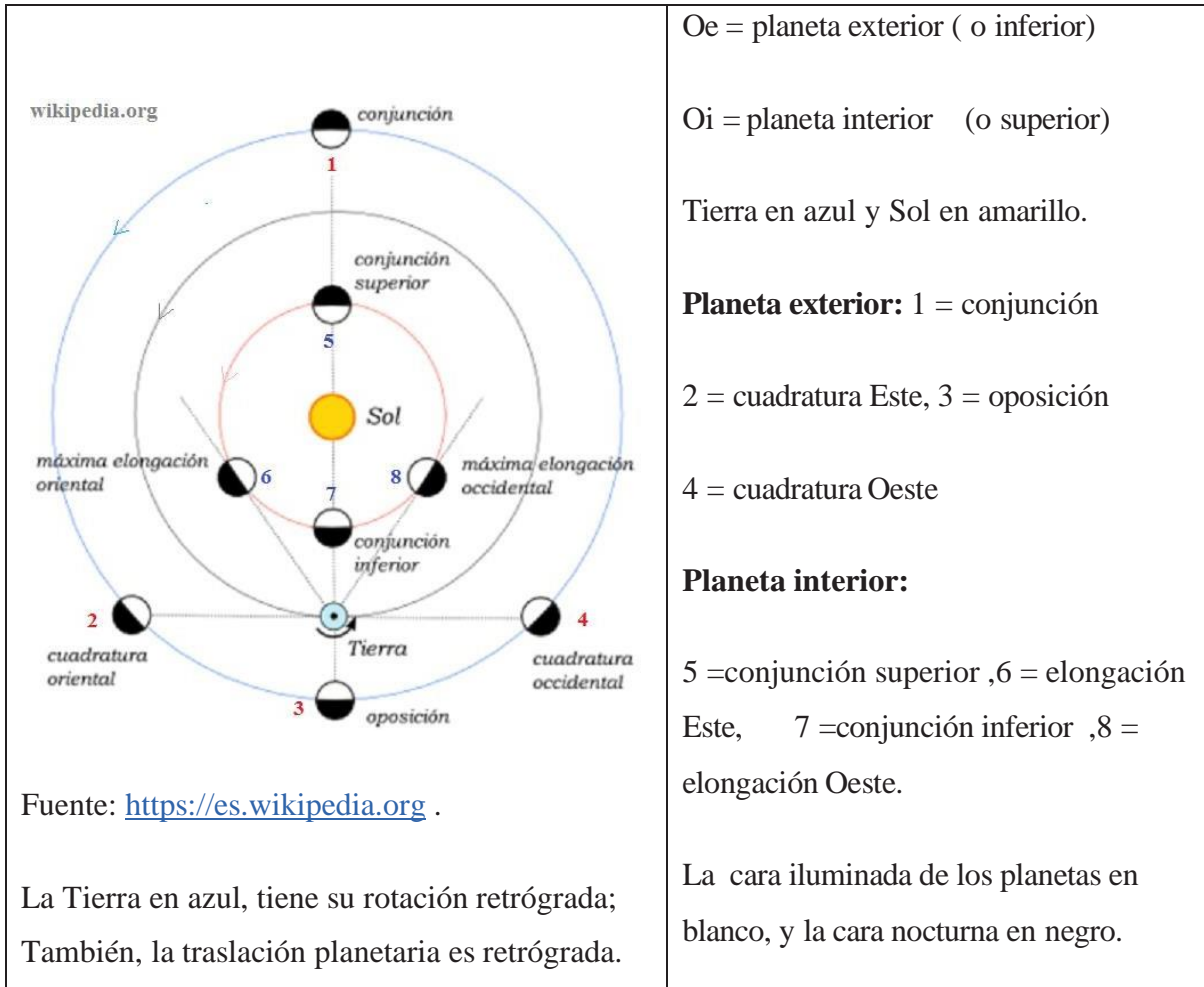 wikipedia.org
conjunción
1
conjunción
superior
5
Sol
máxima elongación
oriental
6
7
8
máxima elongación
occidental
conjunción
inferior
2
4
Tierra
cuadratura
oriental
cuadratura
occidental
3
oposición
Fuente: https://es.wikipedia.org .
La Tierra en azul, tiene su rotación retrógrada;
También, la traslación planetaria es retrógrada.
Oe = planeta exterior ( o inferior)
Oi = planeta interior (o superior)
Tierra en azul y Sol en amarillo.
Planeta exterior: 1 = conjunción
2 = cuadratura Este, 3 = oposición
4 = cuadratura Oeste
Planeta interior:
5 =conjunción superior ,6 = elongación
Este, 7 =conjunción inferior ,8 =
elongación Oeste.
La cara iluminada de los planetas en
blanco, y la cara nocturna en negro.